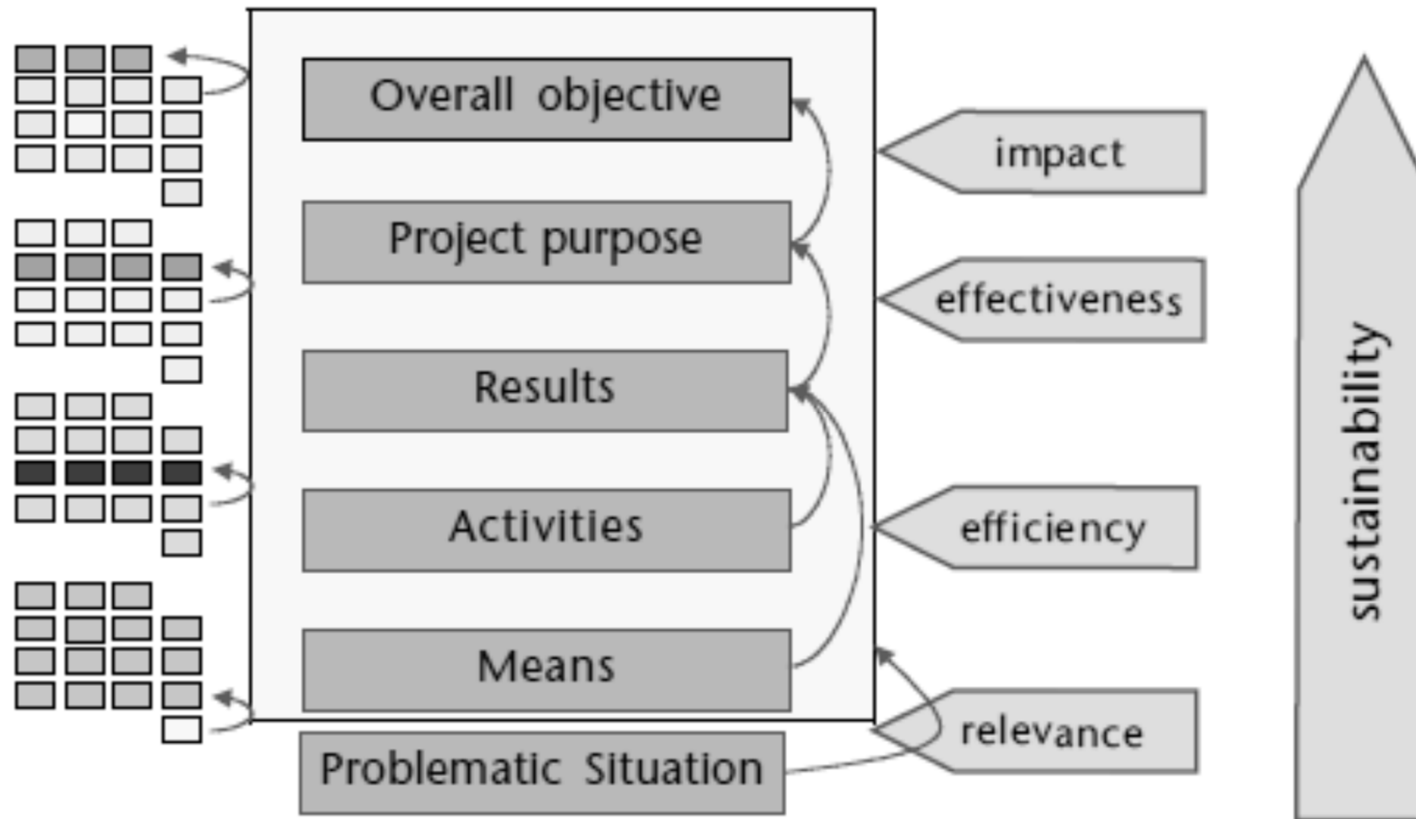 Overall objective
impact
Project purpose
effectiveness
Results
Activities
efficiency
Means
relevance
Problematic Situation
sustainability